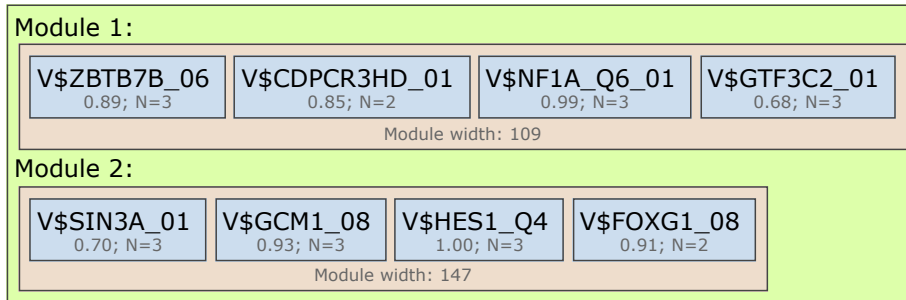 Module 1:
V$ZBTB7B_06 V$CDPCR3HD_01 V$NF1A_Q6_01 V$GTF3C2_01
0.89; N=3 0.85; N=2 0.99; N=3 0.68; N=3
Module width: 109
Module 2:
V$SIN3A_01 V$GCM1_08 V$HES1_Q4 V$FOXG1_08
0.70; N=3 0.93; N=3 1.00; N=3 0.91; N=2
Module width: 147